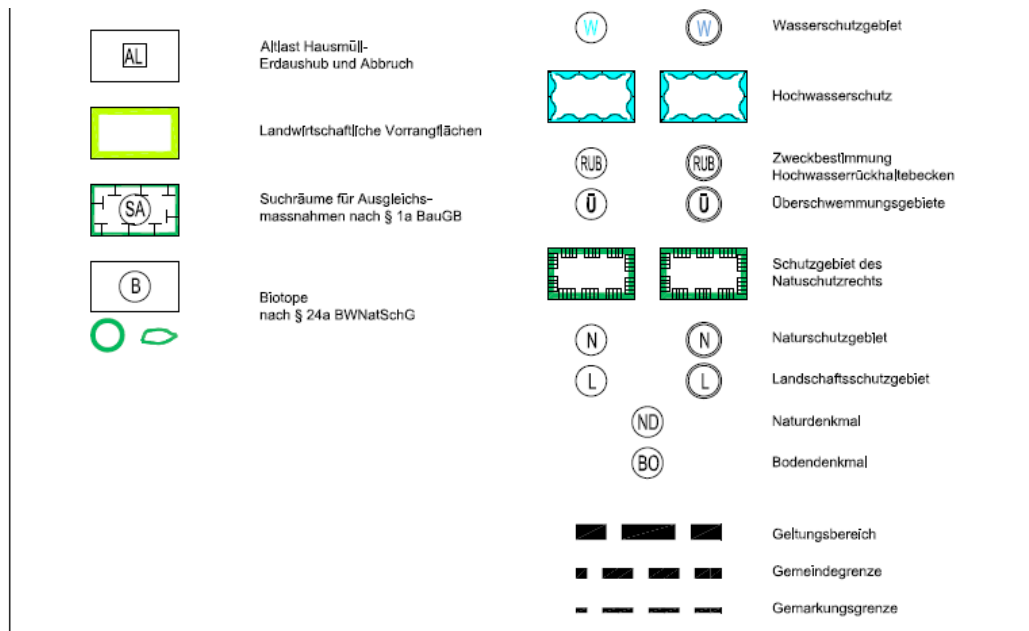 AL
Altlast Hausmüll-
Erdaushub und Abbruch
Landwirtschaftliche Vorrangflächen
SA
Suchräume für Ausgleichs-
massnahmen nach § 1a BauGB
B
Biotope
nach § 24a BWNatSchG
W W Wasserschutzgebiet
Hochwasserschutz
RUB RUB Zweckbestimmung
Hochwasserrückhaltebecken
Ü Ü Überschwemmungsgebiete
Schutzgebiet des
Natuschutzrechts
N N Naturschutzgebiet
L L Landschaftsschutzgebiet
ND Naturdenkmal
BO Bodendenkmal
Geltungsbereich
Gemeindegrenze
Gemarkungsgrenze